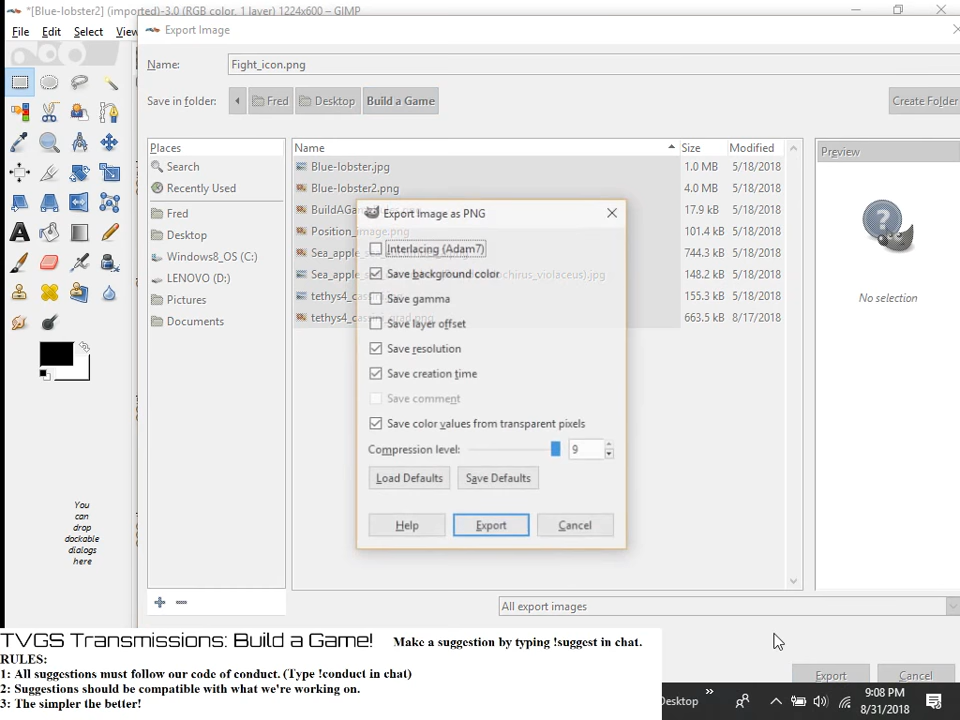 *[Blue-lobster2] (imported)-3.0 (RGB color, 1 layer) 1224x600 – GIMP
File Edit Select View
Export Image
Name: Fight_icon.png
Save in folder: Fred Desktop Build a Game Create Folder
Places Name Size Modified Preview
Search Blue-lobster.jpg 1.0 MB 5/18/2018
Recently Used Blue-lobster2.png 4.0 MB 5/18/2018
Fred 17.9 kB 5/18/2018
Desktop Position_image.png 101.4 kB 5/18/2018
Windows8_OS (C:) 744.3 kB 5/18/2018
LENOVO (D:) 148.2 kB 5/18/2018
Pictures 155.3 kB 5/18/2018
Documents 663.5 kB 8/17/2018
No selection
Export Image as PNG
Interlacing (Adam7)
Save background color
Save gamma
Save layer offset
Save resolution
Save creation time
Save comment
Save color values from transparent pixels
Compression level: 9
Load Defaults Save Defaults
Help Export Cancel
You
can
drop
dockable
dialogs
here
All export images
Export Cancel
TVGS Transmissions: Build a Game! Make a suggestion by typing !suggest in chat.
RULES:
1: All suggestions must follow our code of conduct. (Type !conduct in chat)
2: Suggestions should be compatible with what we're working on.
3: The simpler the better!
Desktop
9:08 PM
8/31/2018